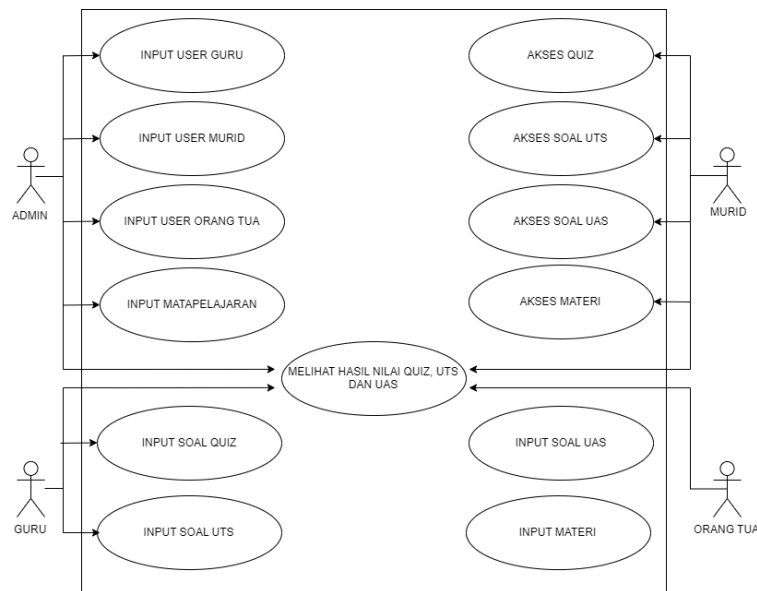 INPUT USER GURU
AKSES QUIZ
INPUT USER MURID
AKSES SOAL UTS
ADMIN
MURID
INPUT USER ORANG TUA
AKSES SOAL UAS
INPUT MATAPELAJARAN
AKSES MATERI
MELIHAT HASIL NILAI QUIZ, UTS
DAN UAS
INPUT SOAL QUIZ
INPUT SOAL UAS
GURU
INPUT SOAL UTS
INPUT MATERI
ORANG TUA